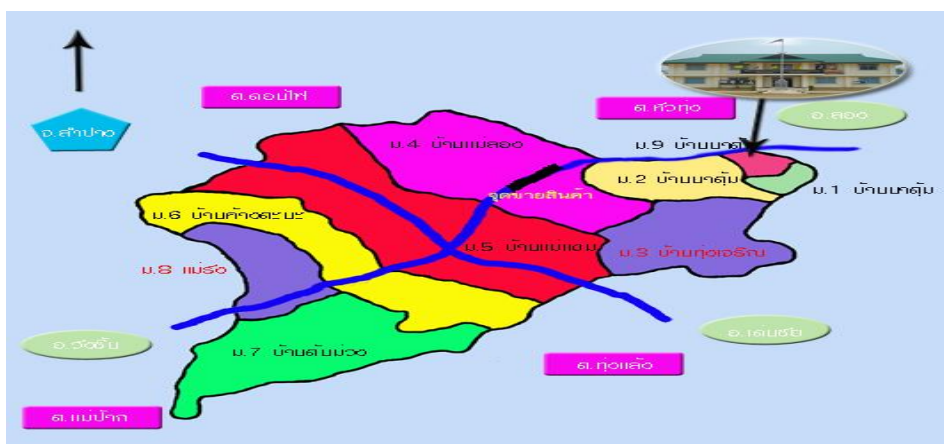 ต.ดอนไฟ
ต.หัวทุ่ง
อ.ลอง
จ.ลำปาง
ม.4 บ้านแม่ลอง
ม.9 บ้านนาตุ้ม
ม.2 บ้านนาตุ้ม
ม.1 บ้านนาตุ้ม
จุดขายสินค้า
ม.6 บ้านค้างตะนะ
ม.5 บ้านแม่แขม
ม.3 บ้านทุ่งเจริญ
ม.8 แม่รัง
อ.วังชิ้น
อ.เด่นชัย
ม.7 บ้านต้นม่วง
ต.ทุ่งแล้ง
ต.แม่ป้าก